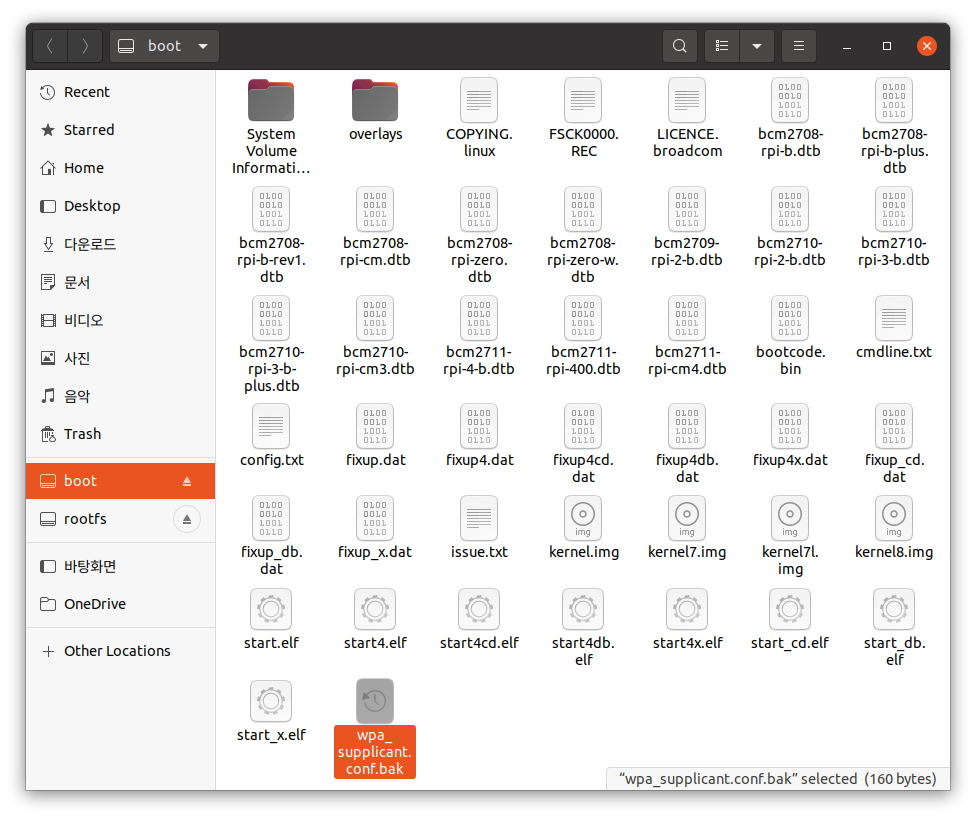 boot
Recent
Starred
Home
Desktop
다운로드
문서
비디오
사진
음악
Trash
boot
rootfs
바탕화면
OneDrive
Other Locations
System
Volume
Informati…
overlays
COPYING.
linux
FSCK0000.
REC
LICENCE.
broadcom
bcm2708-
rpi-b.dtb
bcm2708-
rpi-b-plus.
dtb
bcm2708-
rpi-b-rev1.
dtb
bcm2708-
rpi-cm.dtb
bcm2708-
rpi-zero.
dtb
bcm2708-
rpi-zero-w.
dtb
bcm2709-
rpi-2-b.dtb
bcm2710-
rpi-2-b.dtb
bcm2710-
rpi-3-b.dtb
bcm2710-
rpi-3-b-
plus.dtb
bcm2710-
rpi-cm3.dtb
bcm2711-
rpi-4-b.dtb
bcm2711-
rpi-400.dtb
bcm2711-
rpi-cm4.dtb
bootcode.
bin
cmdline.txt
config.txt
fixup.dat
fixup4.dat
fixup4cd.
dat
fixup4db.
dat
fixup4x.dat
fixup_cd.
dat
fixup_db.
dat
fixup_x.dat
issue.txt
img
kernel.img
img
kernel7.img
img
kernel7l.
img
img
kernel8.img
start.elf
start4.elf
start4cd.elf
start4db.
elf
start4x.elf
start_cd.elf
start_db.
elf
start_x.elf
wpa_
supplicant.
conf.bak
“wpa_supplicant.conf.bak” selected (160 bytes)